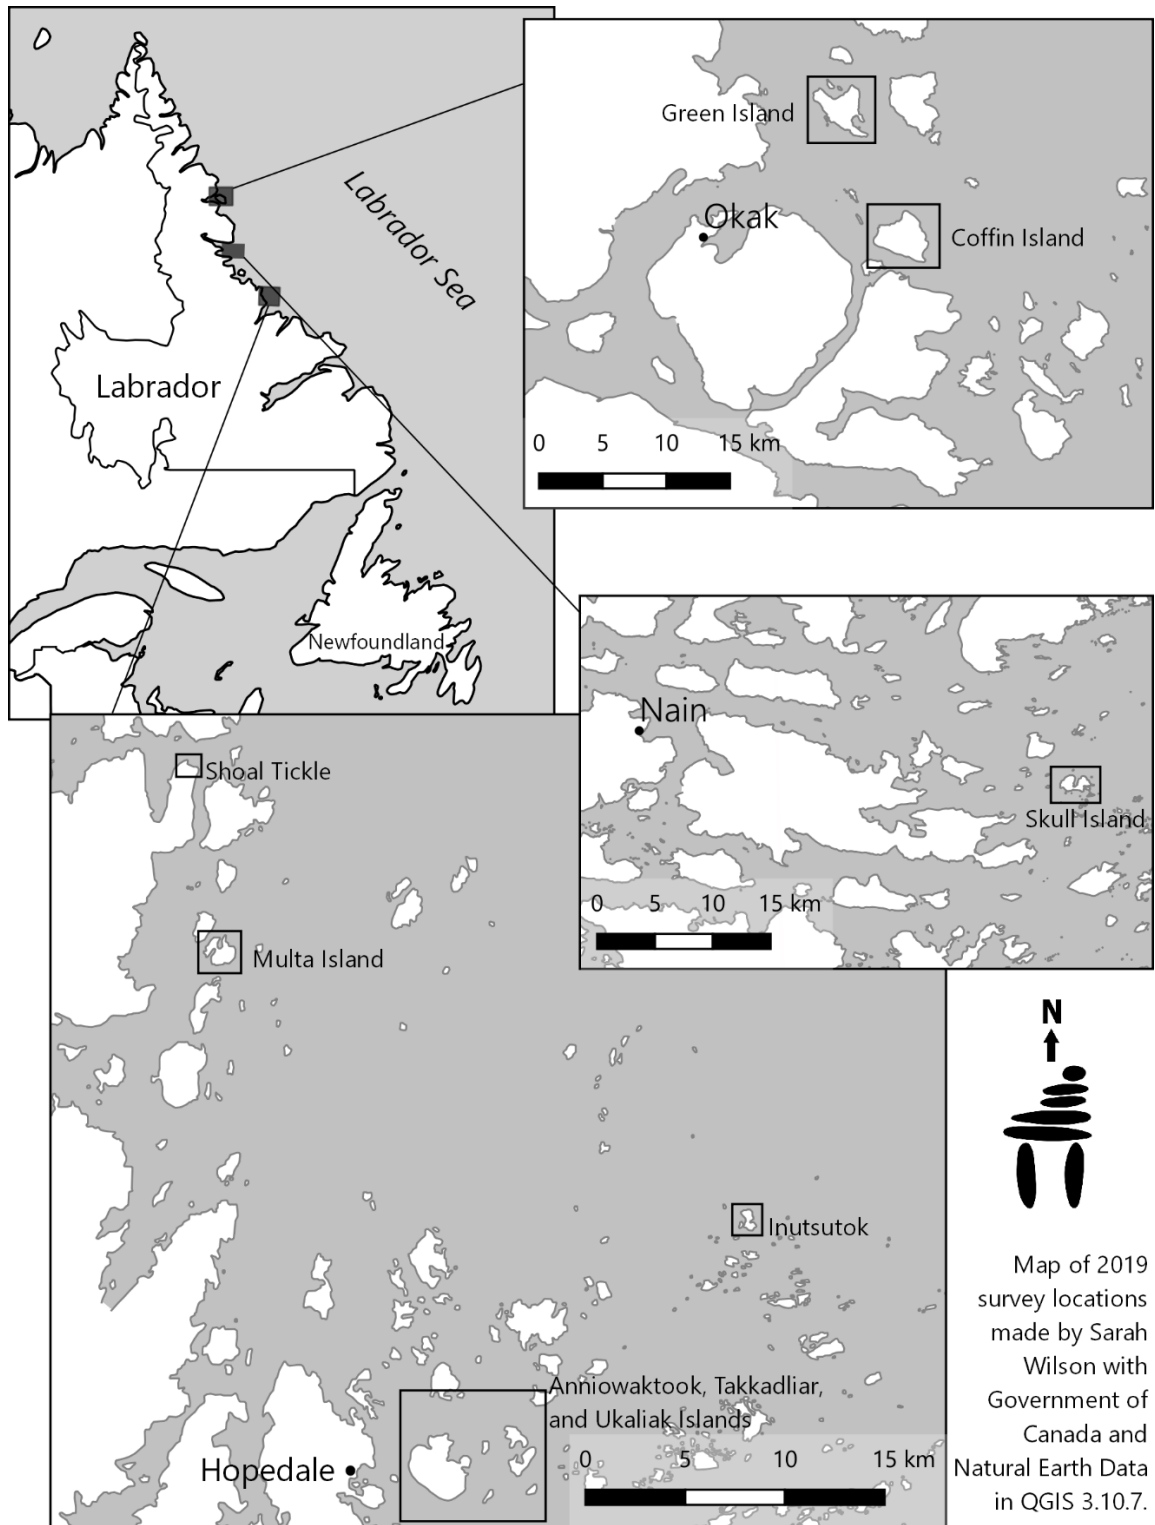 Labrador Sea
Labrador
Newfoundland
Green Island
Okak
Coffin Island
0 5 10 15 km
Nain
Skull Island
0 5 10 15 km
Shoal Tickle
Multa Island
Inutsutok
Anniowaktook, Takkadliar,
and Ukaliak Islands
Hopedale
0 5 10 15 km
N
Map of 2019
survey locations
made by Sarah
Wilson with
Government of
Canada and
Natural Earth Data
in QGIS 3.10.7.